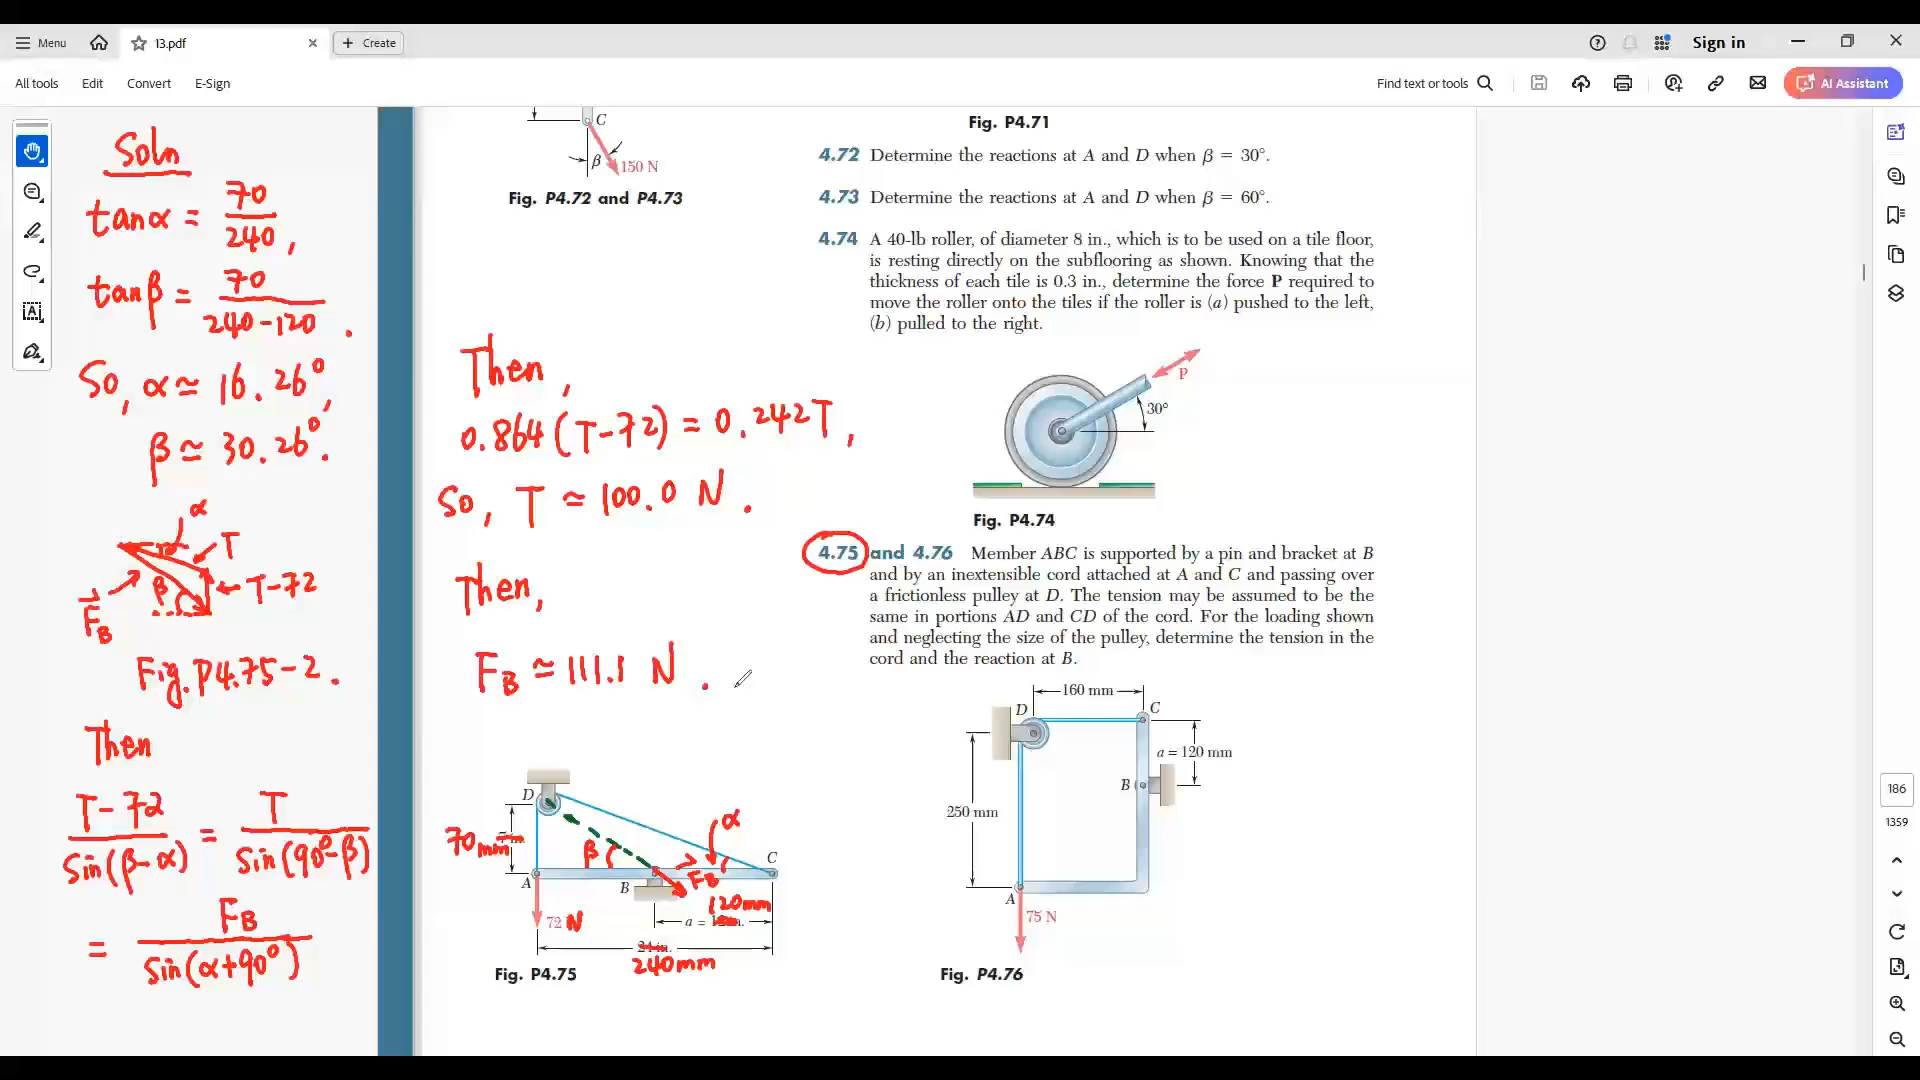 Menu
13.pdf
Create
Sign in
All tools
Edit
Convert
E-Sign
Find text or tools
AI Assistant
Soln
tanα = 70/240,
tanβ = 70/(240-120).
So, α ≃ 16.26°,
β ≃ 30.26°.
α
T
β
T-72
F_B
Fig. P4.75-2.
Then
(T-72)/sin(β-α) = T/sin(90°-β)
= F_B/sin(α+90°)
C
β
150 N
Fig. P4.72 and P4.73
Then,
0.864(T-72) = 0.242T,
So, T ≃ 100.0 N.
Then,
F_B ≃ 111.1 N.
D
70mm
β
α
C
A
B
F_B
72 N
120mm
a =
24 in.
240mm
Fig. P4.75
Fig. P4.71
4.72 Determine the reactions at A and D when β = 30°.
4.73 Determine the reactions at A and D when β = 60°.
4.74 A 40-lb roller, of diameter 8 in., which is to be used on a tile floor,
is resting directly on the subflooring as shown. Knowing that the
thickness of each tile is 0.3 in., determine the force P required to
move the roller onto the tiles if the roller is (a) pushed to the left,
(b) pulled to the right.
P
30°
Fig. P4.74
4.75 and 4.76 Member ABC is supported by a pin and bracket at B
and by an inextensible cord attached at A and C and passing over
a frictionless pulley at D. The tension may be assumed to be the
same in portions AD and CD of the cord. For the loading shown
and neglecting the size of the pulley, determine the tension in the
cord and the reaction at B.
160 mm
D
C
a = 120 mm
B
250 mm
A
75 N
Fig. P4.76
186
1359